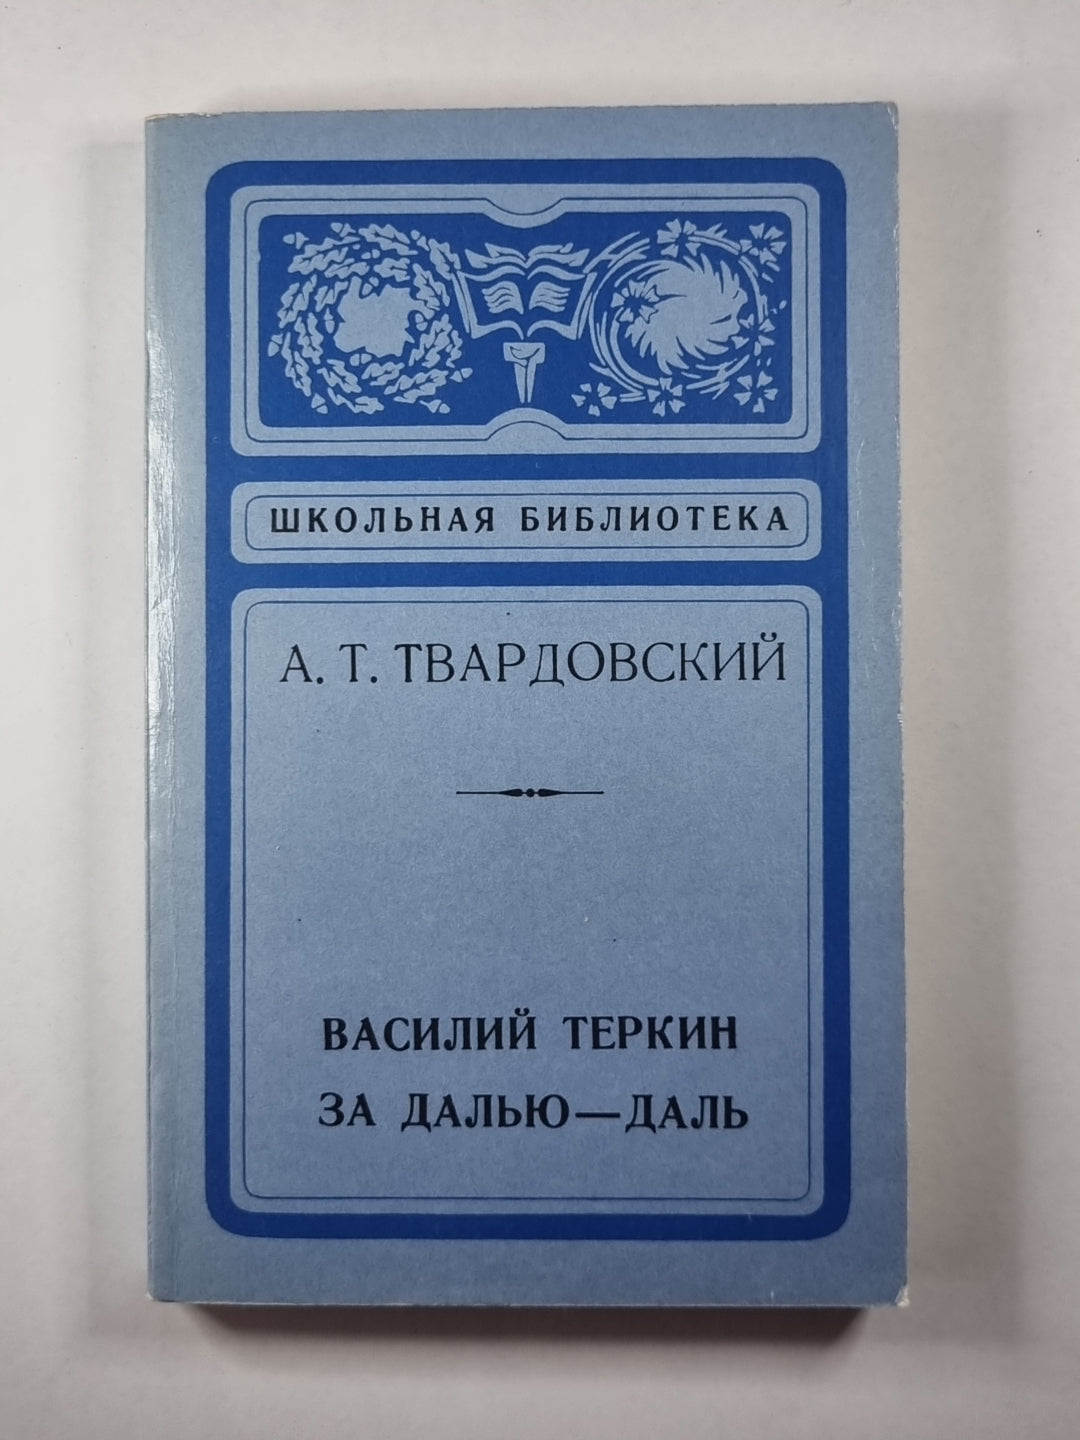 ШКОЛЬНАЯ БИБЛИОТЕКА
А. Т. ТВАРДОВСКИЙ
ВАСИЛИЙ ТЕРКИН
ЗА ДАЛЬЮ—ДАЛЬ